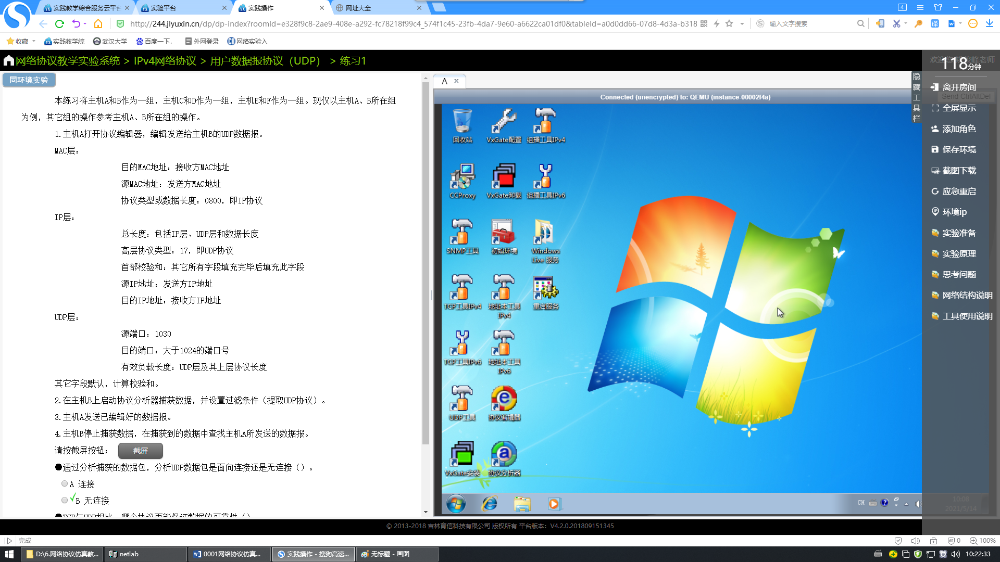 实践教学综合服务云平台
实验平台
实践操作
网址大全
4
http://244.jlyuxin.cn/dp/dp-index?roomId=e328f9c8-2ae9-408e-a292-fc78218f99c4_574f1c45-23fb-4da7-9e60-a6622ca01df0&tableId=a0d0dd66-07d8-4d3a-b318
输入文字搜索
收藏
实践教学综
武汉大学
百度一下,
外网登录
网络实验入
网络协议教学实验系统 > IPv4网络协议 > 用户数据报协议（UDP） > 练习1
118分钟
同环境实验
本练习将主机A和B作为一组，主机C和D作为一组，主机E和F作为一组。现仅以主机A、B所在组
为例，其它组的操作参考主机A、B所在组的操作。
1.主机A打开协议编辑器，编辑发送给主机B的UDP数据报。
MAC层：
目的MAC地址：接收方MAC地址
源MAC地址：发送方MAC地址
协议类型或数据长度：0800，即IP协议
IP层：
总长度：包括IP层、UDP层和数据长度
高层协议类型：17，即UDP协议
首部校验和：其它所有字段填充完毕后填充此字段
源IP地址：发送方IP地址
目的IP地址：接收方IP地址
UDP层：
源端口：1030
目的端口：大于1024的端口号
有效负载长度：UDP层及其上层协议长度
其它字段默认，计算校验和。
2.在主机B上启动协议分析器捕获数据，并设置过滤条件（提取UDP协议）。
3.主机A发送已编辑好的数据报。
4.主机B停止捕获数据，在捕获到的数据中查找主机A所发送的数据报。
请按截屏按钮； 截屏
●通过分析捕获的数据包，分析UDP数据包是面向连接还是无连接（）。
A 连接
B 无连接
●TCP与UDP相比，哪个协议更能保证数据的可靠性（）
A
Connected (unencrypted) to: QEMU (instance-00002f4a)
Send CtrlAltDel
回收站
VxGate配置
组播工具IPv4
CCProxy
VxGate卸载
组播工具IPv6
SNMP工具
初始环境
Windows Live 服务
TCP工具IPv4
地址本工具IPv4
重启服务
TCP工具IPv6
地址本工具IPv6
UDP工具
协议编辑器
VxGate安装
协议分析器
CH
10:08
2021/5/14
隐藏工具栏
离开房间
全屏显示
添加角色
保存环境
截图下载
应急重启
环境ip
实验准备
实验原理
思考问题
网络结构说明
工具使用说明
© 2013-2018 吉林育信科技有限公司 版权所有 平台版本：V4.2.0.201809151345
完成
0
100%
D:\6.网络协议仿真教...
netlab
0001网络协议仿真...
实践操作 - 搜狗高速...
无标题 - 画图
10:22:33